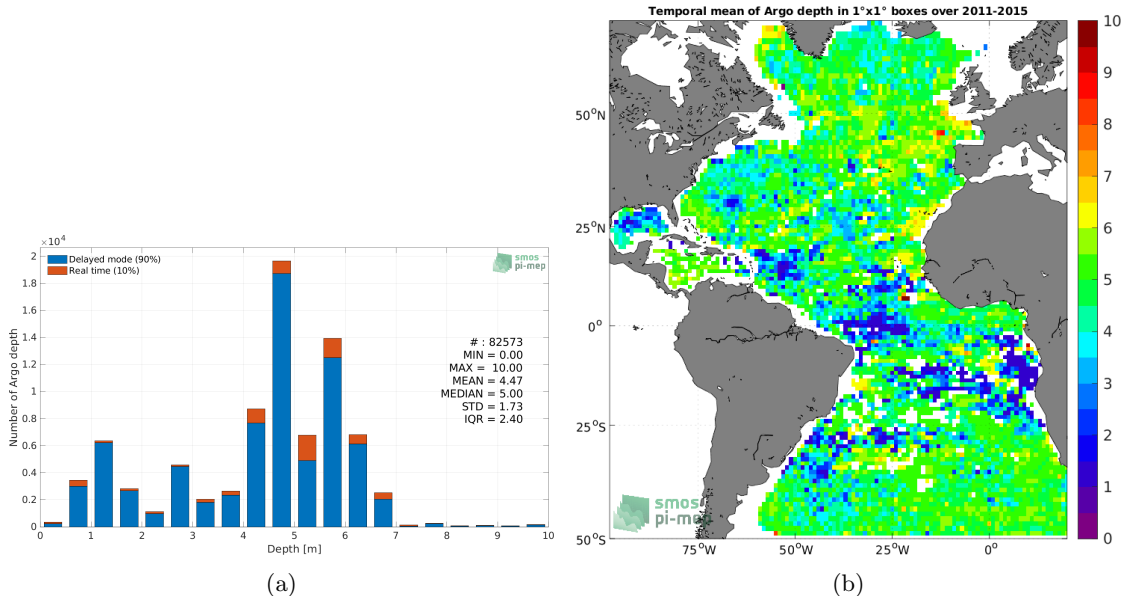 ×10⁴
2
1.8
1.6
1.4
1.2
1
0.8
0.6
0.4
0.2
0
Number of Argo depth
Delayed mode (90%)
Real time (10%)
smos
pi-mep
# : 82573
MIN = 0.00
MAX = 10.00
MEAN = 4.47
MEDIAN = 5.00
STD = 1.73
IQR = 2.40
0 1 2 3 4 5 6 7 8 9 10
Depth [m]
(a)
Temporal mean of Argo depth in 1°x1° boxes over 2011-2015
50°N
25°N
0°
25°S
50°S
75°W 50°W 25°W 0°
smos
pi-mep
10
9
8
7
6
5
4
3
2
1
0
(b)